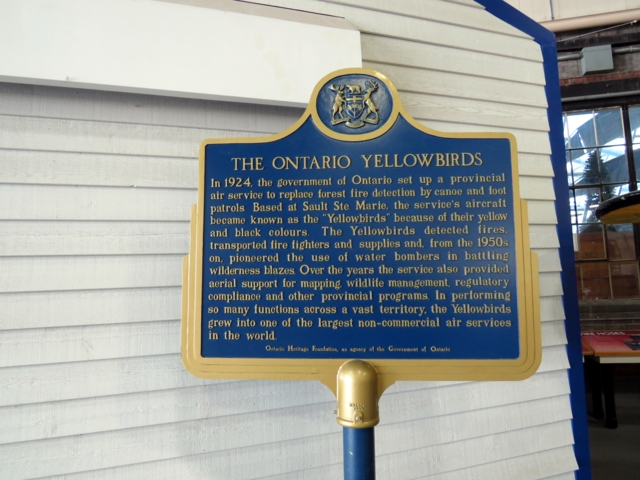 THE ONTARIO YELLOWBIRDS
In 1924, the government of Ontario set up a provincial
air service to replace forest fire detection by canoe and foot
patrols. Based at Sault Ste Marie, the service's aircraft
became known as the "Yellowbirds" because of their yellow
and black colours. The Yellowbirds detected fires,
transported fire fighters and supplies and, from the 1950s
on, pioneered the use of water bombers in battling
wilderness blazes. Over the years the service also provided
aerial support for mapping, wildlife management, regulatory
compliance and other provincial programs. In performing
so many functions across a vast territory, the Yellowbirds
grew into one of the largest non-commercial air services
in the world.
Ontario Heritage Foundation, an agency of the Government of Ontario